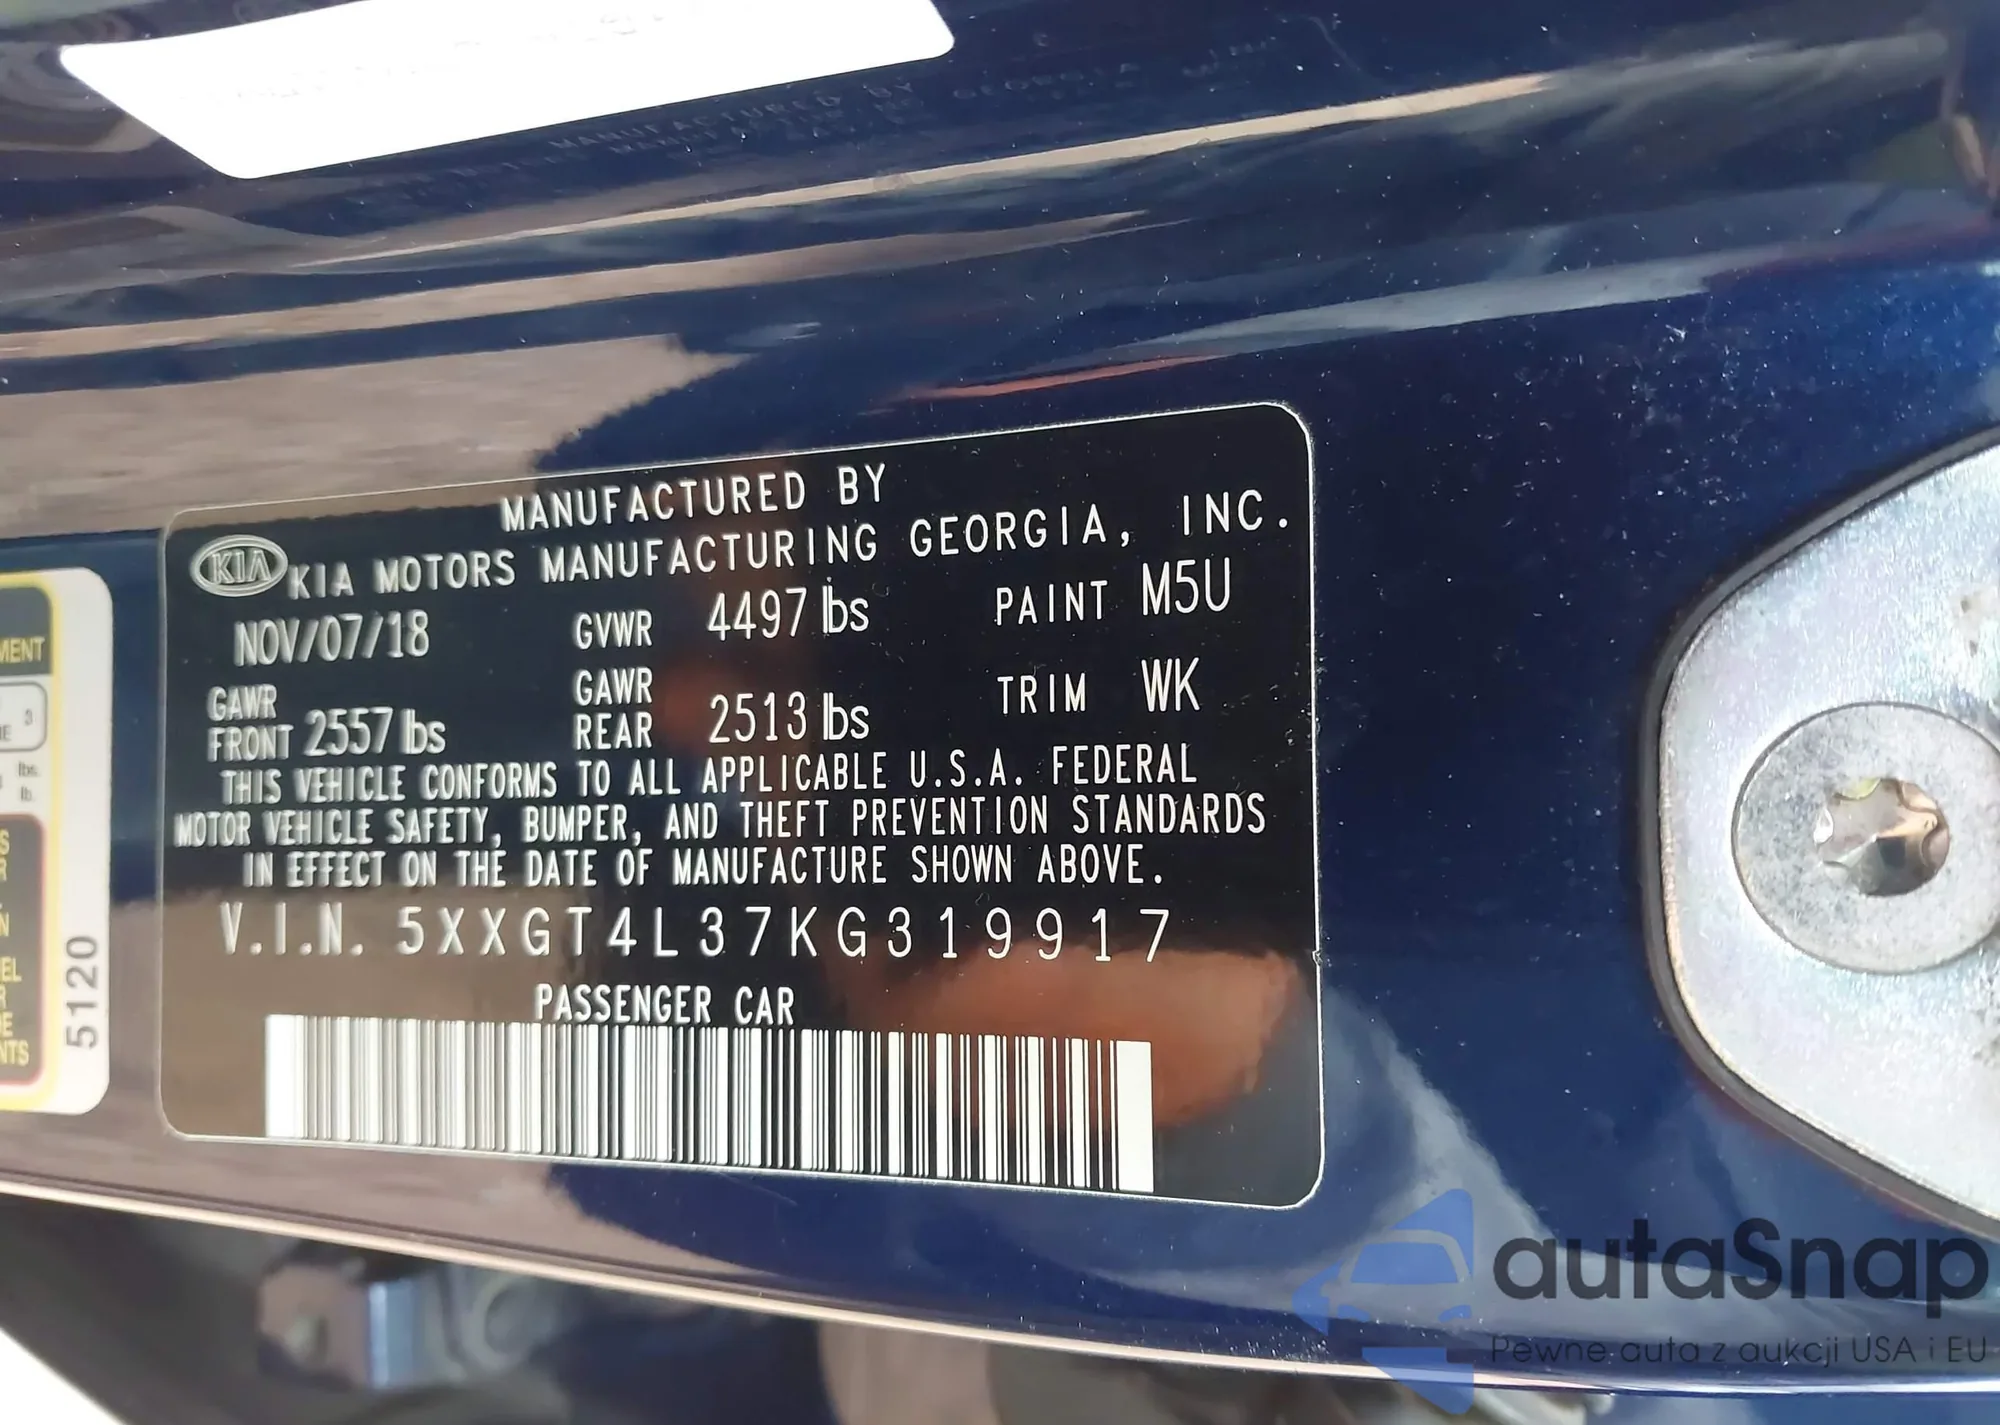 MANUFACTURED BY
KIA KIA MOTORS MANUFACTURING GEORGIA, INC.
NOV/07/18 GVWR 4497 lbs PAINT M5U
GAWR FRONT 2557 lbs GAWR REAR 2513 lbs TRIM WK
THIS VEHICLE CONFORMS TO ALL APPLICABLE U.S.A. FEDERAL
MOTOR VEHICLE SAFETY, BUMPER, AND THEFT PREVENTION STANDARDS
IN EFFECT ON THE DATE OF MANUFACTURE SHOWN ABOVE.
V.I.N. 5XXGT4L37KG319917
PASSENGER CAR
5120
autaSnap
Pewne auta z aukcji USA i EU